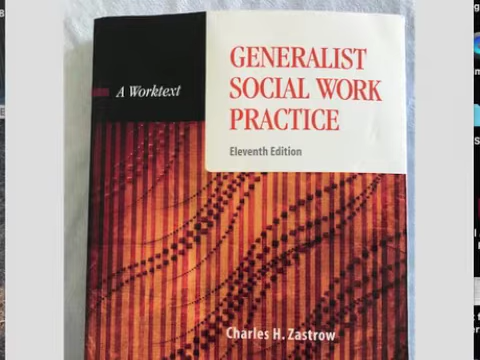 A Worktext
GENERALIST
SOCIAL WORK
PRACTICE
Eleventh Edition
Charles H. Zastrow